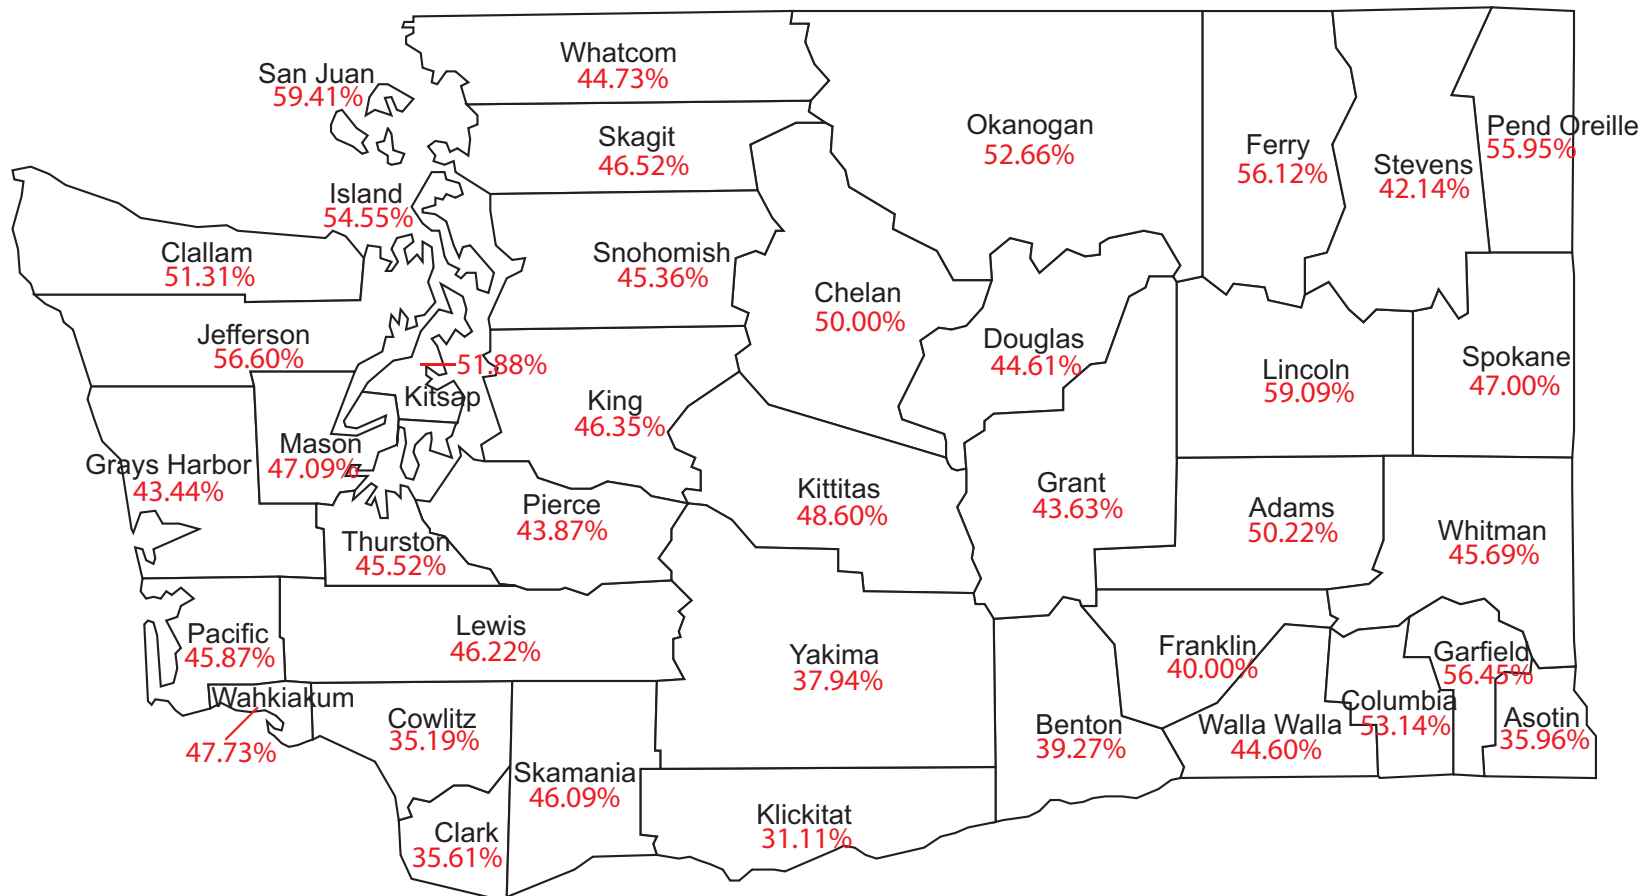 Whatcom
44.73%
San Juan
59.41%
Skagit
46.52%
Okanogan
52.66%
Ferry
56.12%
Stevens
42.14%
Pend Oreille
55.95%
Island
54.55%
Clallam
51.31%
Snohomish
45.36%
Chelan
50.00%
Jefferson
56.60%
Douglas
44.61%
Lincoln
59.09%
Spokane
47.00%
51.88%
Kitsap
King
46.35%
Mason
47.09%
Grays Harbor
43.44%
Pierce
43.87%
Kittitas
48.60%
Grant
43.63%
Adams
50.22%
Whitman
45.69%
Thurston
45.52%
Pacific
45.87%
Lewis
46.22%
Yakima
37.94%
Franklin
40.00%
Garfield
56.45%
Wahkiakum
47.73%
Cowlitz
35.19%
Benton
39.27%
Walla Walla
44.60%
Columbia
53.14%
Asotin
35.96%
Skamania
46.09%
Clark
35.61%
Klickitat
31.11%